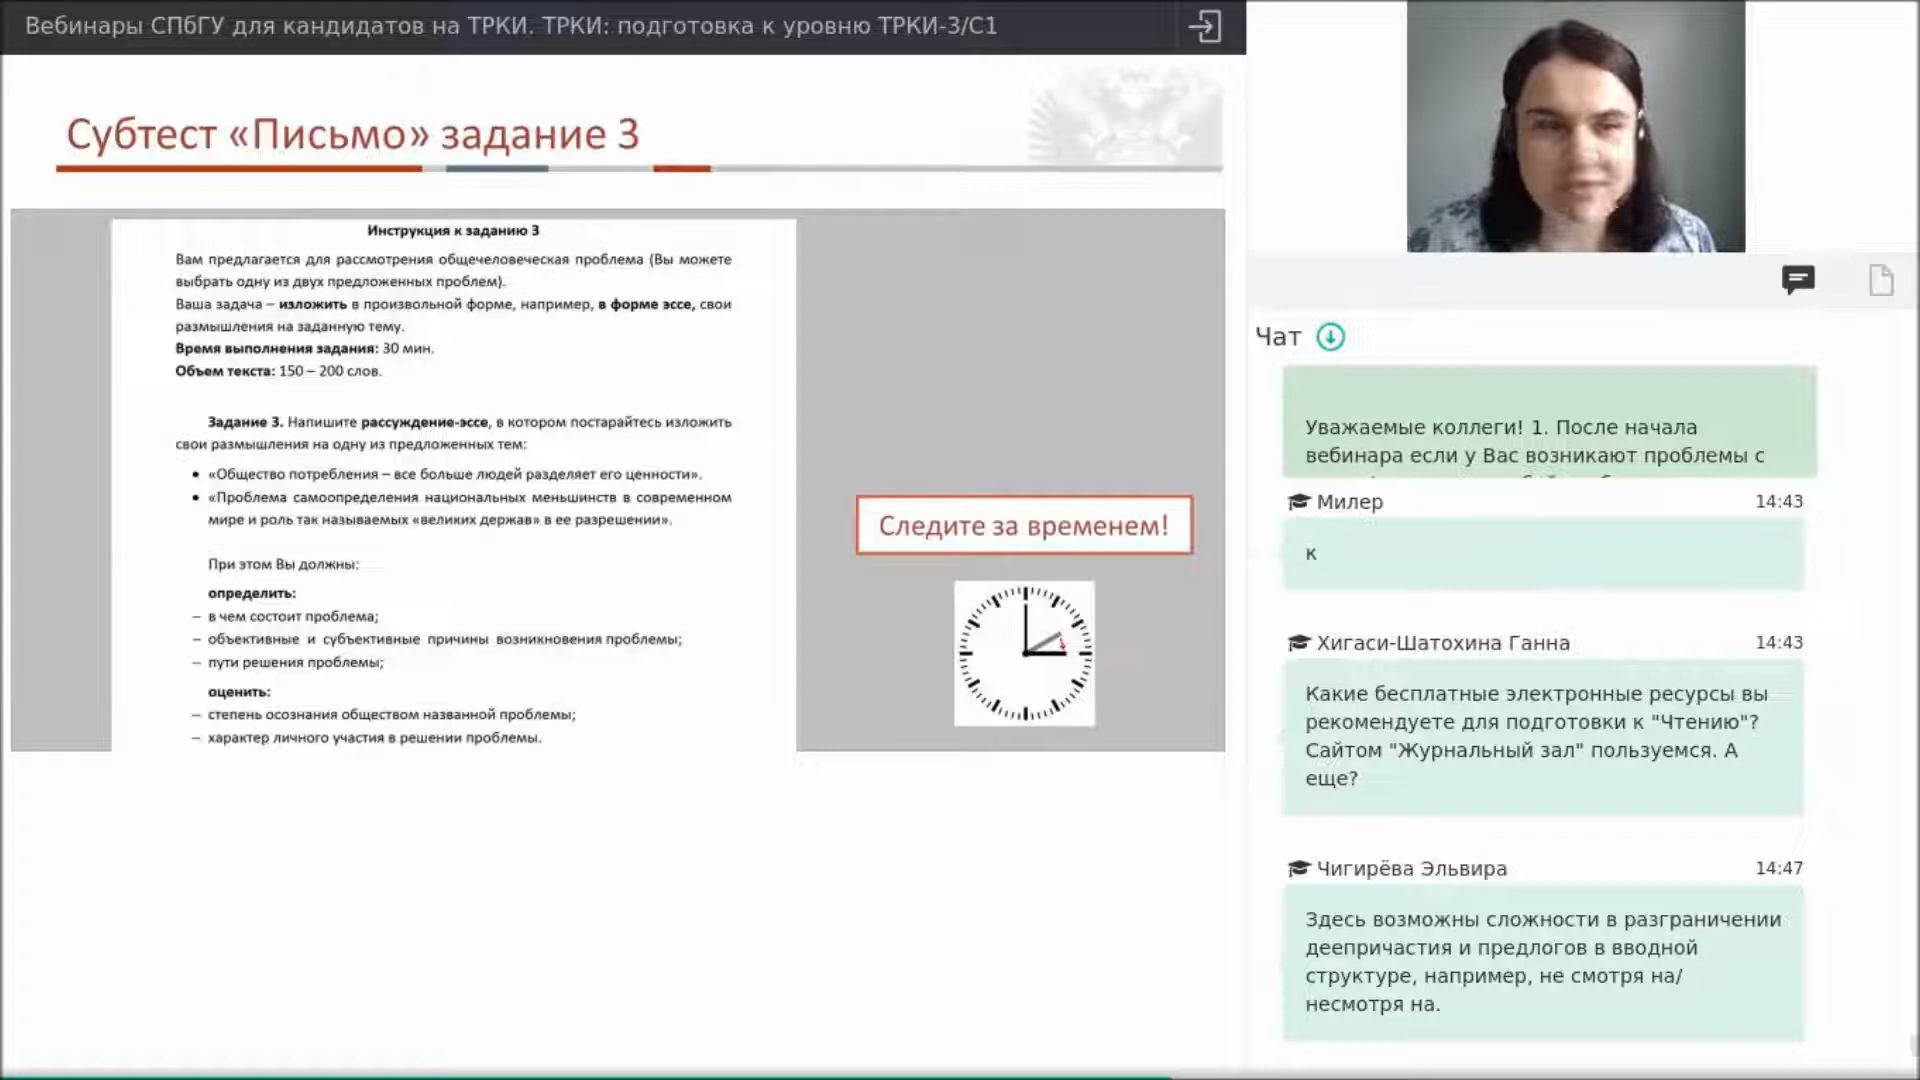 Вебинары СПбГУ для кандидатов на ТРКИ. ТРКИ: подготовка к уровню ТРКИ-3/С1
Субтест «Письмо» задание 3
Инструкция к заданию 3
Вам предлагается для рассмотрения общечеловеческая проблема (Вы можете
выбрать одну из двух предложенных проблем).
Ваша задача – изложить в произвольной форме, например, в форме эссе, свои
размышления на заданную тему.
Время выполнения задания: 30 мин.
Объем текста: 150 – 200 слов.
Задание 3. Напишите рассуждение-эссе, в котором постарайтесь изложить
свои размышления на одну из предложенных тем:
• «Общество потребления – все больше людей разделяет его ценности».
• «Проблема самоопределения национальных меньшинств в современном
мире и роль так называемых «великих держав» в ее разрешении».
При этом Вы должны:
определить:
– в чем состоит проблема;
– объективные и субъективные причины возникновения проблемы;
– пути решения проблемы;
оценить:
– степень осознания обществом названной проблемы;
– характер личного участия в решении проблемы.
Следите за временем!
Чат
Уважаемые коллеги! 1. После начала
вебинара если у Вас возникают проблемы с
Милер 14:43
к
Хигаси-Шатохина Ганна 14:43
Какие бесплатные электронные ресурсы вы
рекомендуете для подготовки к "Чтению"?
Сайтом "Журнальный зал" пользуемся. А
еще?
Чигирёва Эльвира 14:47
Здесь возможны сложности в разграничении
деепричастия и предлогов в вводной
структуре, например, не смотря на/
несмотря на.